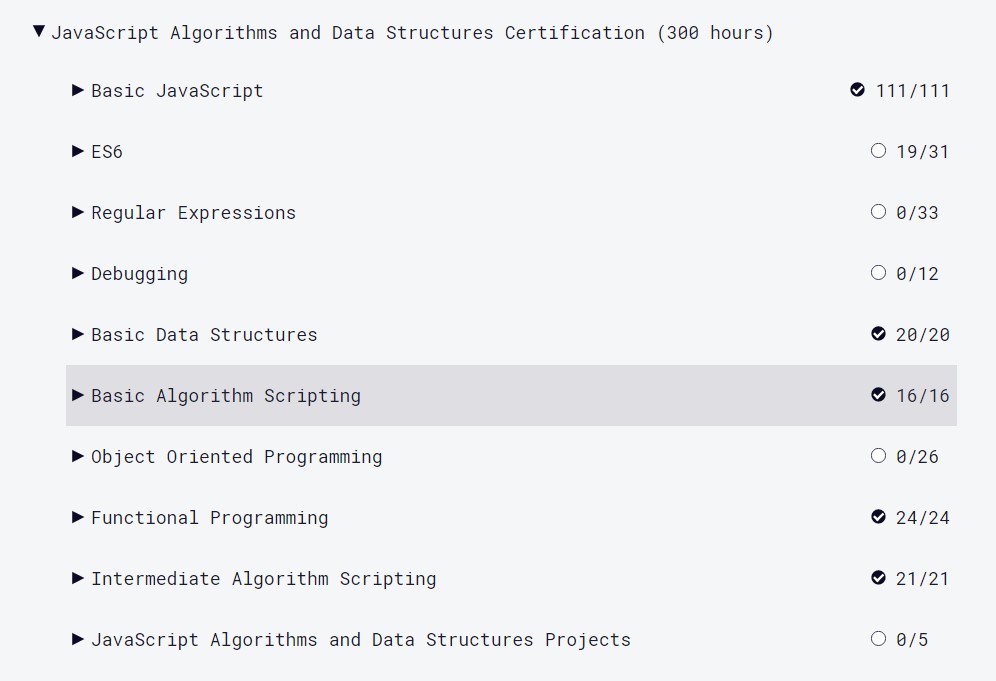 JavaScript Algorithms and Data Structures Certification (300 hours)
Basic JavaScript 111/111
ES6 19/31
Regular Expressions 0/33
Debugging 0/12
Basic Data Structures 20/20
Basic Algorithm Scripting 16/16
Object Oriented Programming 0/26
Functional Programming 24/24
Intermediate Algorithm Scripting 21/21
JavaScript Algorithms and Data Structures Projects 0/5